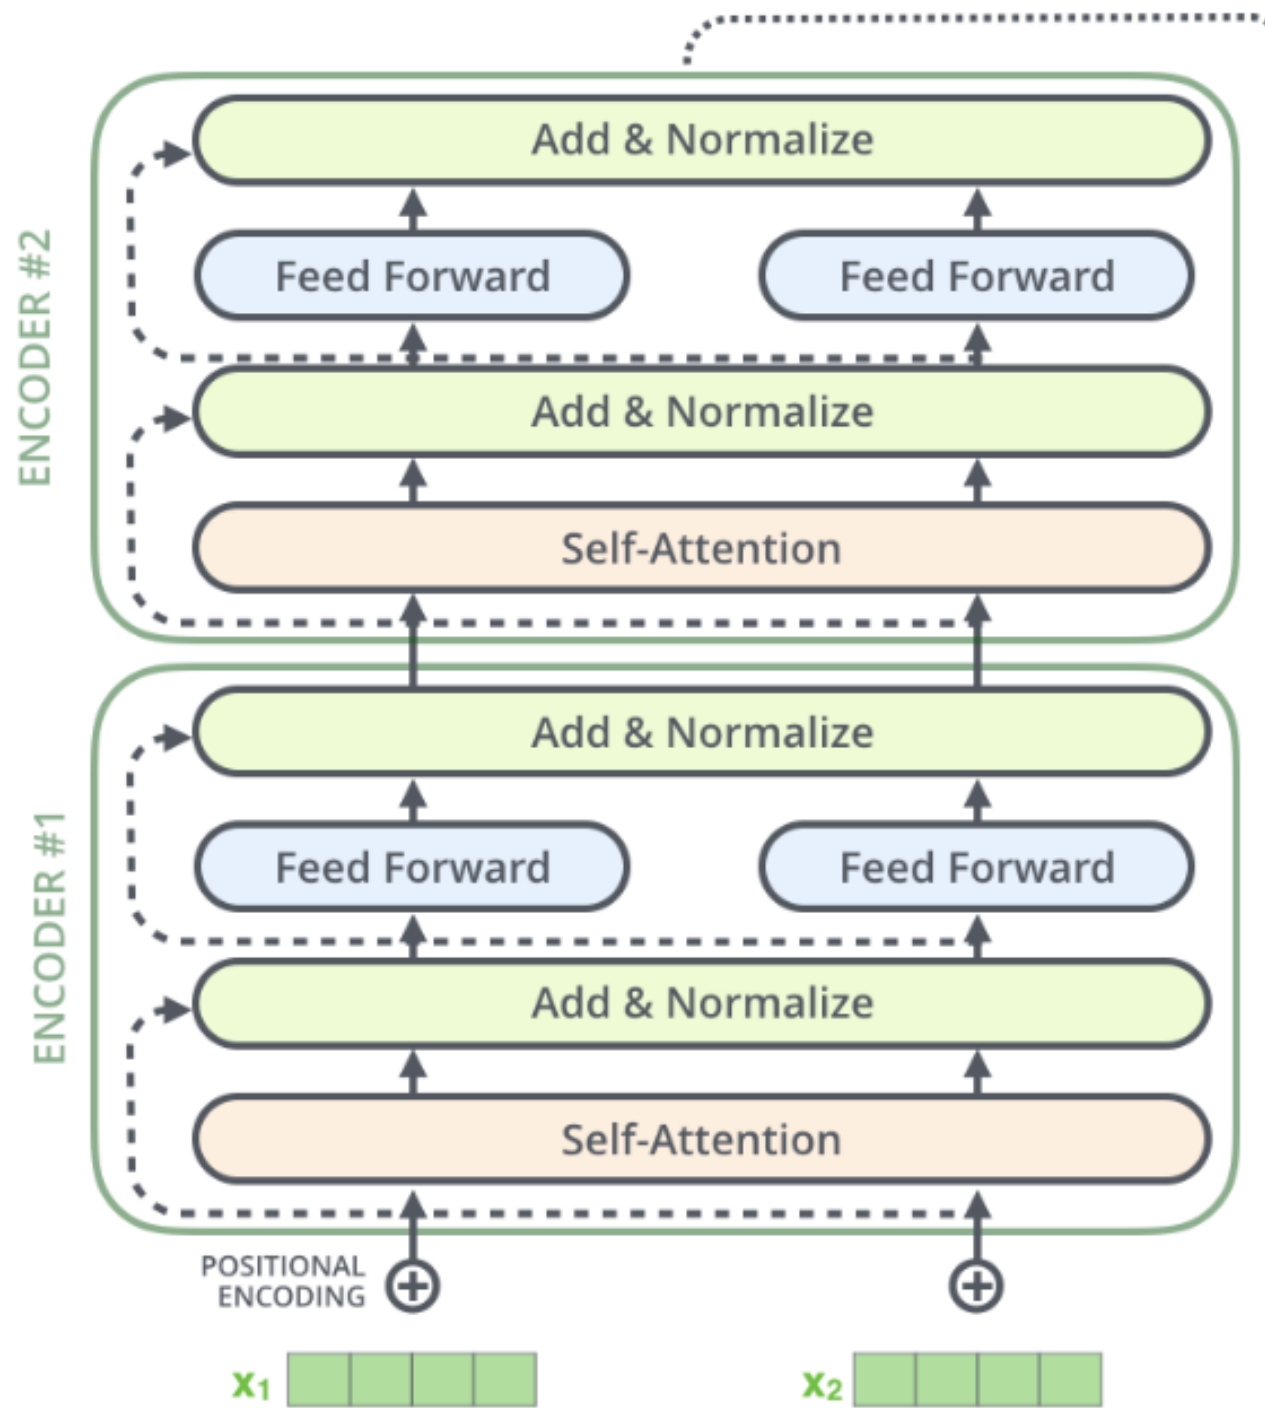 ENCODER #2
Add & Normalize
Feed Forward
Feed Forward
Add & Normalize
Self-Attention
ENCODER #1
Add & Normalize
Feed Forward
Feed Forward
Add & Normalize
Self-Attention
POSITIONAL
ENCODING
x₁
x₂